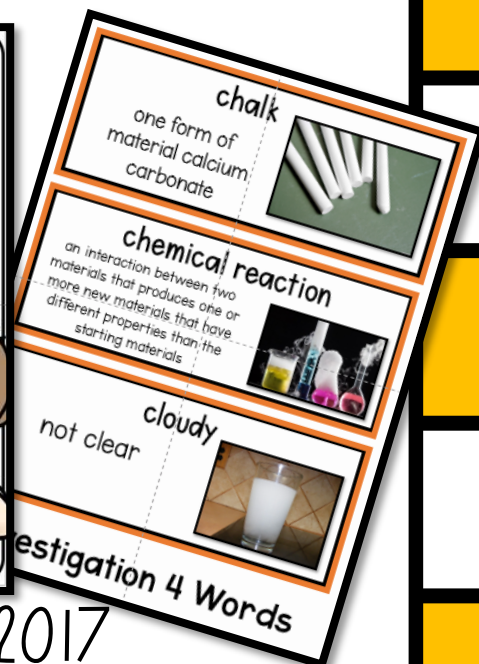 chalk
one form of
material calcium
carbonate
chemical reaction
an interaction between two
materials that produces one or
more new materials that have
different properties than the
starting materials
cloudy
not clear
estigation 4 Words
2017